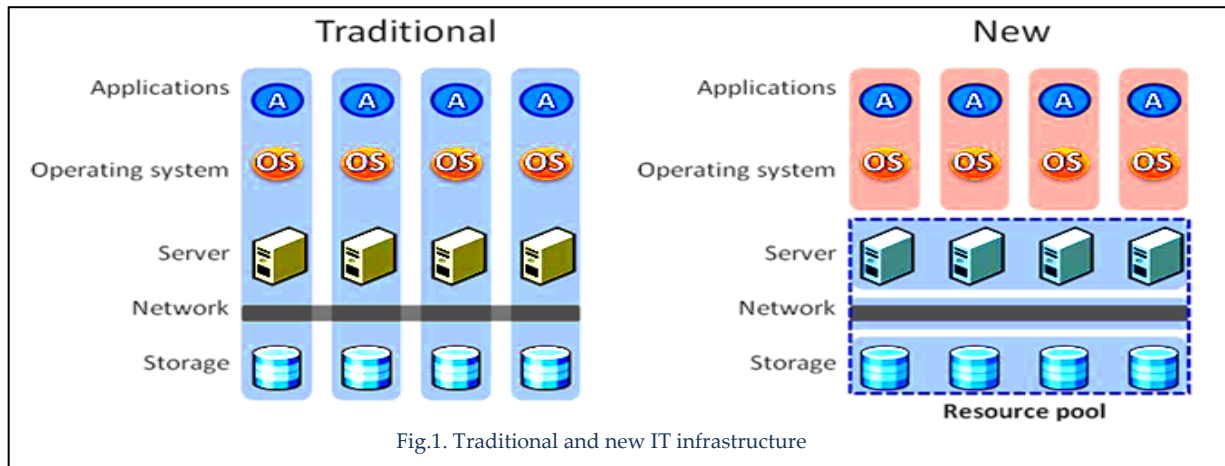 Traditional
New
Applications
A A A A
Applications
A A A A
Operating system
OS OS OS OS
Operating system
OS OS OS OS
Server
Server
Network
Network
Storage
Storage
Resource pool
Fig.1. Traditional and new IT infrastructure